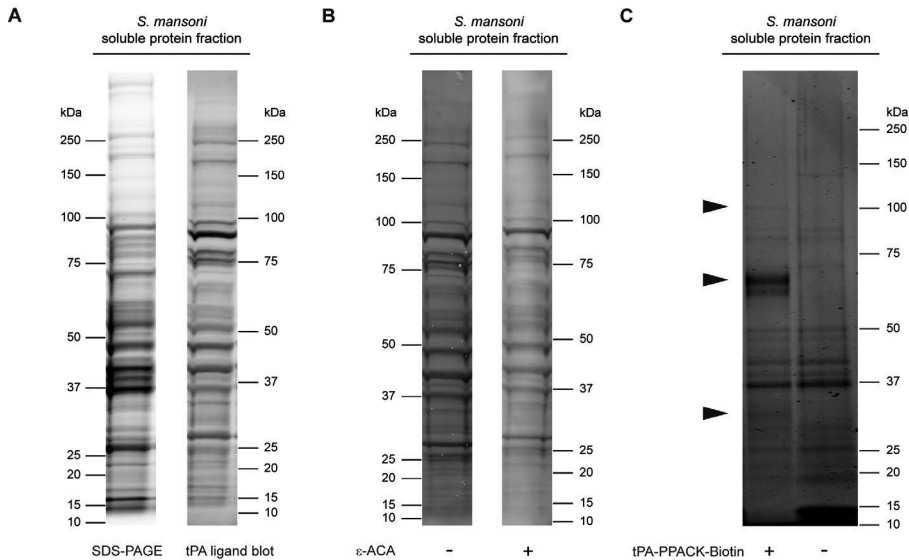 A
S. mansoni
soluble protein fraction
kDa
250
150
100
75
50
37
25
20
15
10
kDa
250
150
100
75
50
37
25
20
15
10
SDS-PAGE
tPA ligand blot
B
S. mansoni
soluble protein fraction
kDa
250
150
100
75
50
37
25
20
15
10
kDa
250
150
100
75
50
37
25
20
15
10
ε-ACA - +
C
S. mansoni
soluble protein fraction
kDa
250
150
100
75
50
37
25
20
15
10
tPA-PPACK-Biotin + -